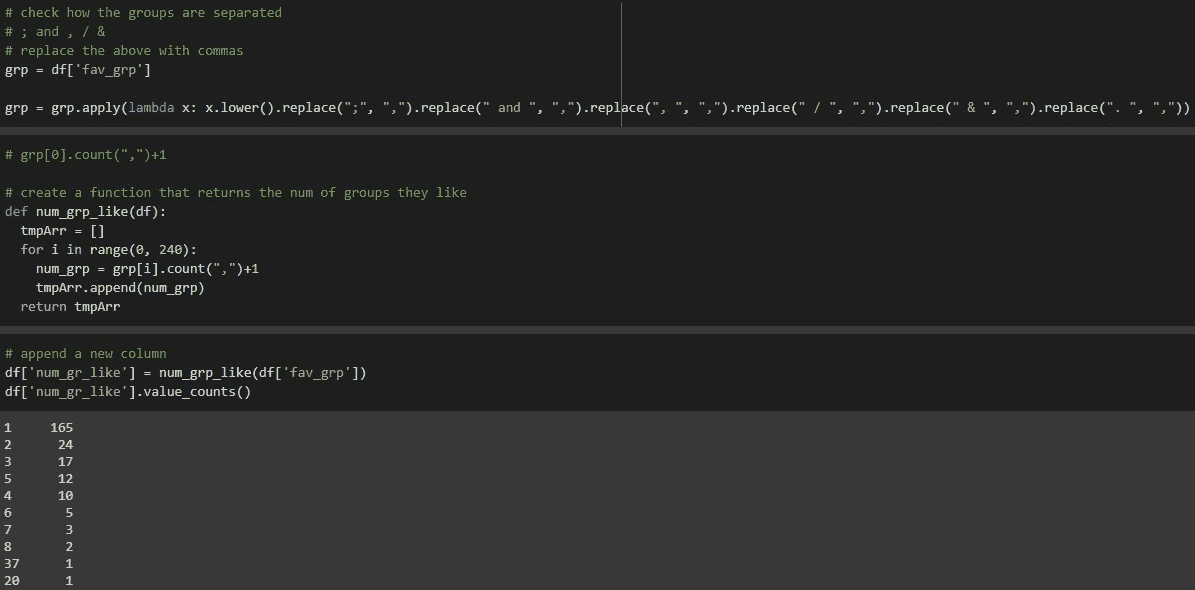 # check how the groups are separated
# ; and , / &
# replace the above with commas
grp = df['fav_grp']
grp = grp.apply(lambda x: x.lower().replace(";", ",").replace(" and ", ",").replace(", ", ",").replace(" / ", ",").replace(" & ", ",").replace(". ", ","))
# grp[0].count(",")+1
# create a function that returns the num of groups they like
def num_grp_like(df):
  tmpArr = []
  for i in range(0, 240):
    num_grp = grp[i].count(",")+1
    tmpArr.append(num_grp)
  return tmpArr
# append a new column
df['num_gr_like'] = num_grp_like(df['fav_grp'])
df['num_gr_like'].value_counts()
1     165
2      24
3      17
5      12
4      10
6       5
7       3
8       2
37      1
20      1